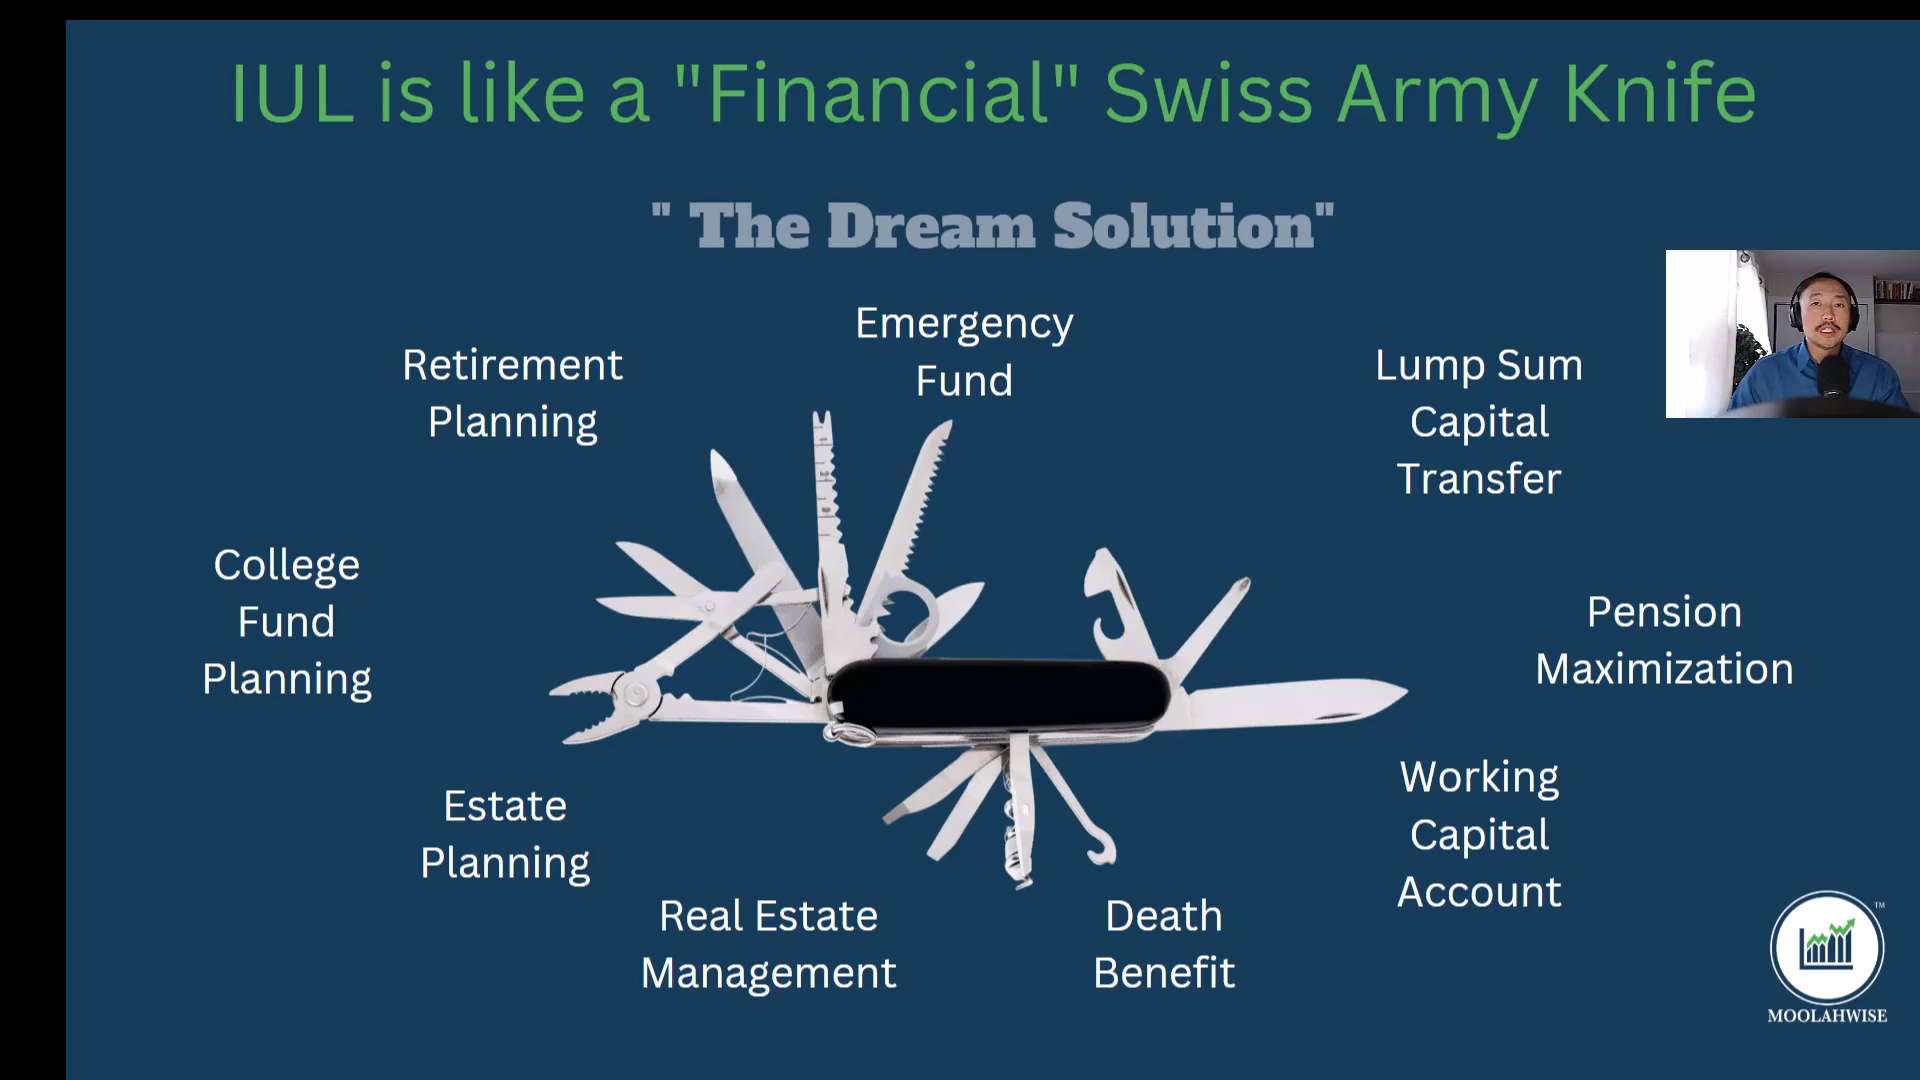 IUL is like a "Financial" Swiss Army Knife
" The Dream Solution"
Emergency
Fund
Retirement
Planning
Lump Sum
Capital
Transfer
College
Fund
Planning
Pension
Maximization
Estate
Planning
Working
Capital
Account
Real Estate
Management
Death
Benefit
TM
MOOLAHWISE